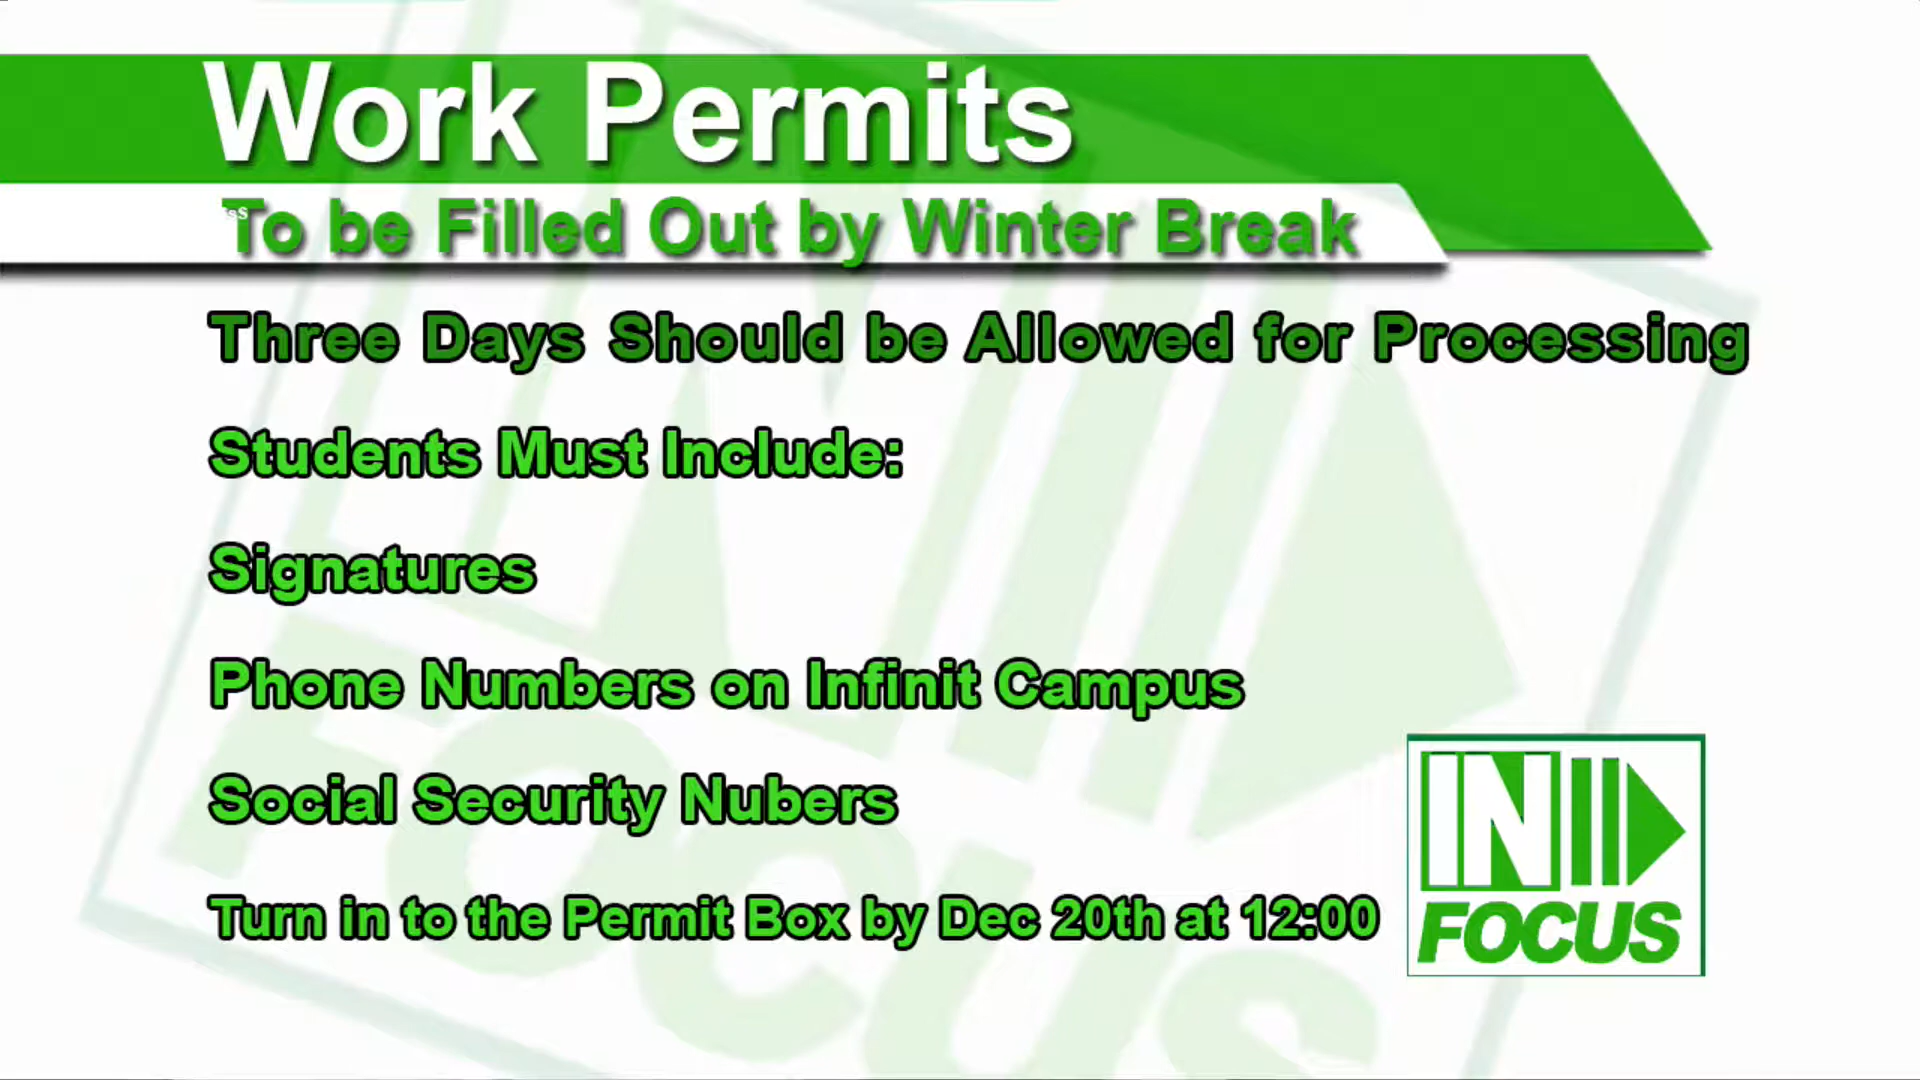 Work Permits
To be Filled Out by Winter Break
Three Days Should be Allowed for Processing
Students Must Include:
Signatures
Phone Numbers on Infinit Campus
Social Security Nubers
Turn in to the Permit Box by Dec 20th at 12:00
IN
FOCUS